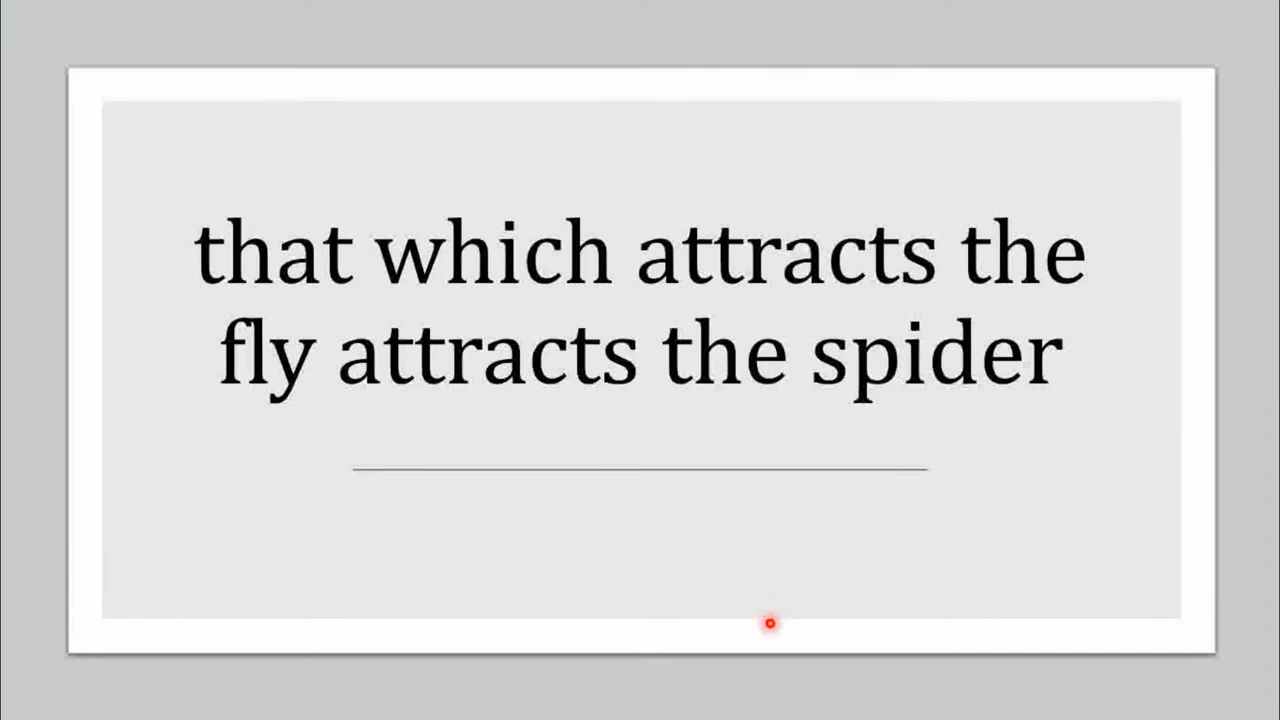 that which attracts the
fly attracts the spider